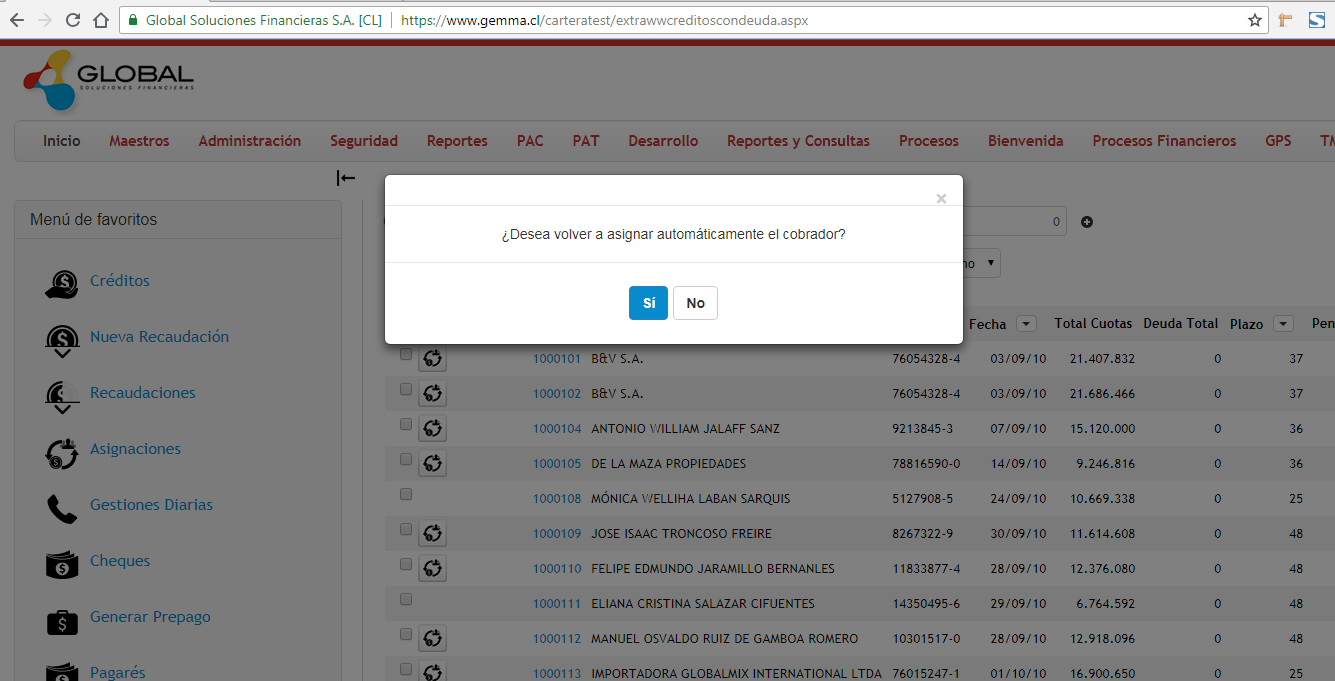 Global Soluciones Financieras S.A. [CL] https://www.gemma.cl/carteratest/extrawwcreditoscondeuda.aspx
GLOBAL
SOLUCIONES FINANCIERAS
Inicio Maestros Administración Seguridad Reportes PAC PAT Desarrollo Reportes y Consultas Procesos Bienvenida Procesos Financieros GPS TM
Menú de favoritos
Créditos
Nueva Recaudación
Recaudaciones
Asignaciones
Gestiones Diarias
Cheques
Generar Prepago
Pagarés
×
¿Desea volver a asignar automáticamente el cobrador?
Sí No
0
no
Fecha Total Cuotas Deuda Total Plazo Pen
1000101 B&V S.A. 76054328-4 03/09/10 21.407.832 0 37
1000102 B&V S.A. 76054328-4 03/09/10 21.686.466 0 37
1000104 ANTONIO WILLIAM JALAFF SANZ 9213845-3 07/09/10 15.120.000 0 36
1000105 DE LA MAZA PROPIEDADES 78816590-0 14/09/10 9.246.816 0 36
1000108 MÓNICA WELLIHA LABAN SARQUIS 5127908-5 24/09/10 10.669.338 0 25
1000109 JOSE ISAAC TRONCOSO FREIRE 8267322-9 30/09/10 11.614.608 0 48
1000110 FELIPE EDMUNDO JARAMILLO BERNANLES 11833877-4 28/09/10 12.376.080 0 48
1000111 ELIANA CRISTINA SALAZAR CIFUENTES 14350495-6 29/09/10 6.764.592 0 48
1000112 MANUEL OSVALDO RUIZ DE GAMBOA ROMERO 10301517-0 28/09/10 12.918.096 0 48
1000113 IMPORTADORA GLOBALMIX INTERNATIONAL LTDA 76015247-1 01/10/10 16.900.650 0 25